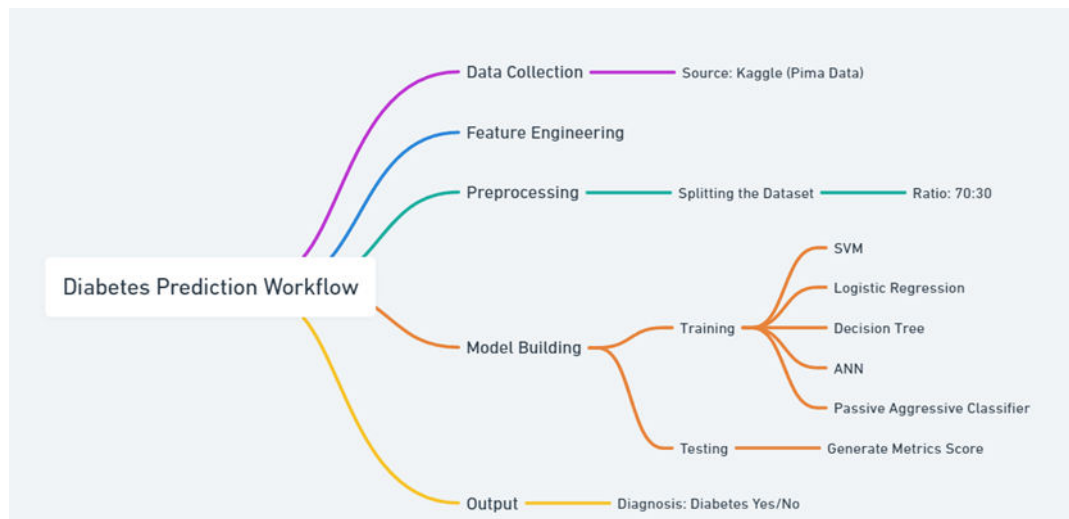 Data Collection
Source: Kaggle (Pima Data)
Feature Engineering
Preprocessing
Splitting the Dataset
Ratio: 70:30
Diabetes Prediction Workflow
Model Building
Training
SVM
Logistic Regression
Decision Tree
ANN
Passive Aggressive Classifier
Testing
Generate Metrics Score
Output
Diagnosis: Diabetes Yes/No